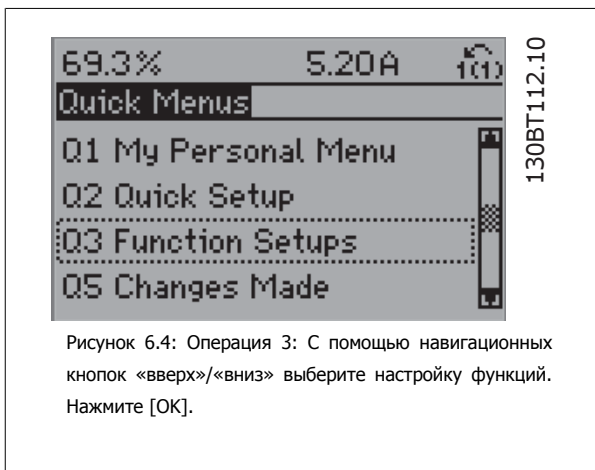 69.3% 5.20A 1(1)
Quick Menus
Q1 My Personal Menu
Q2 Quick Setup
Q3 Function Setups
Q5 Changes Made
130BT112.10
Рисунок 6.4: Операция 3: С помощью навигационных
кнопок «вверх»/«вниз» выберите настройку функций.
Нажмите [OK].